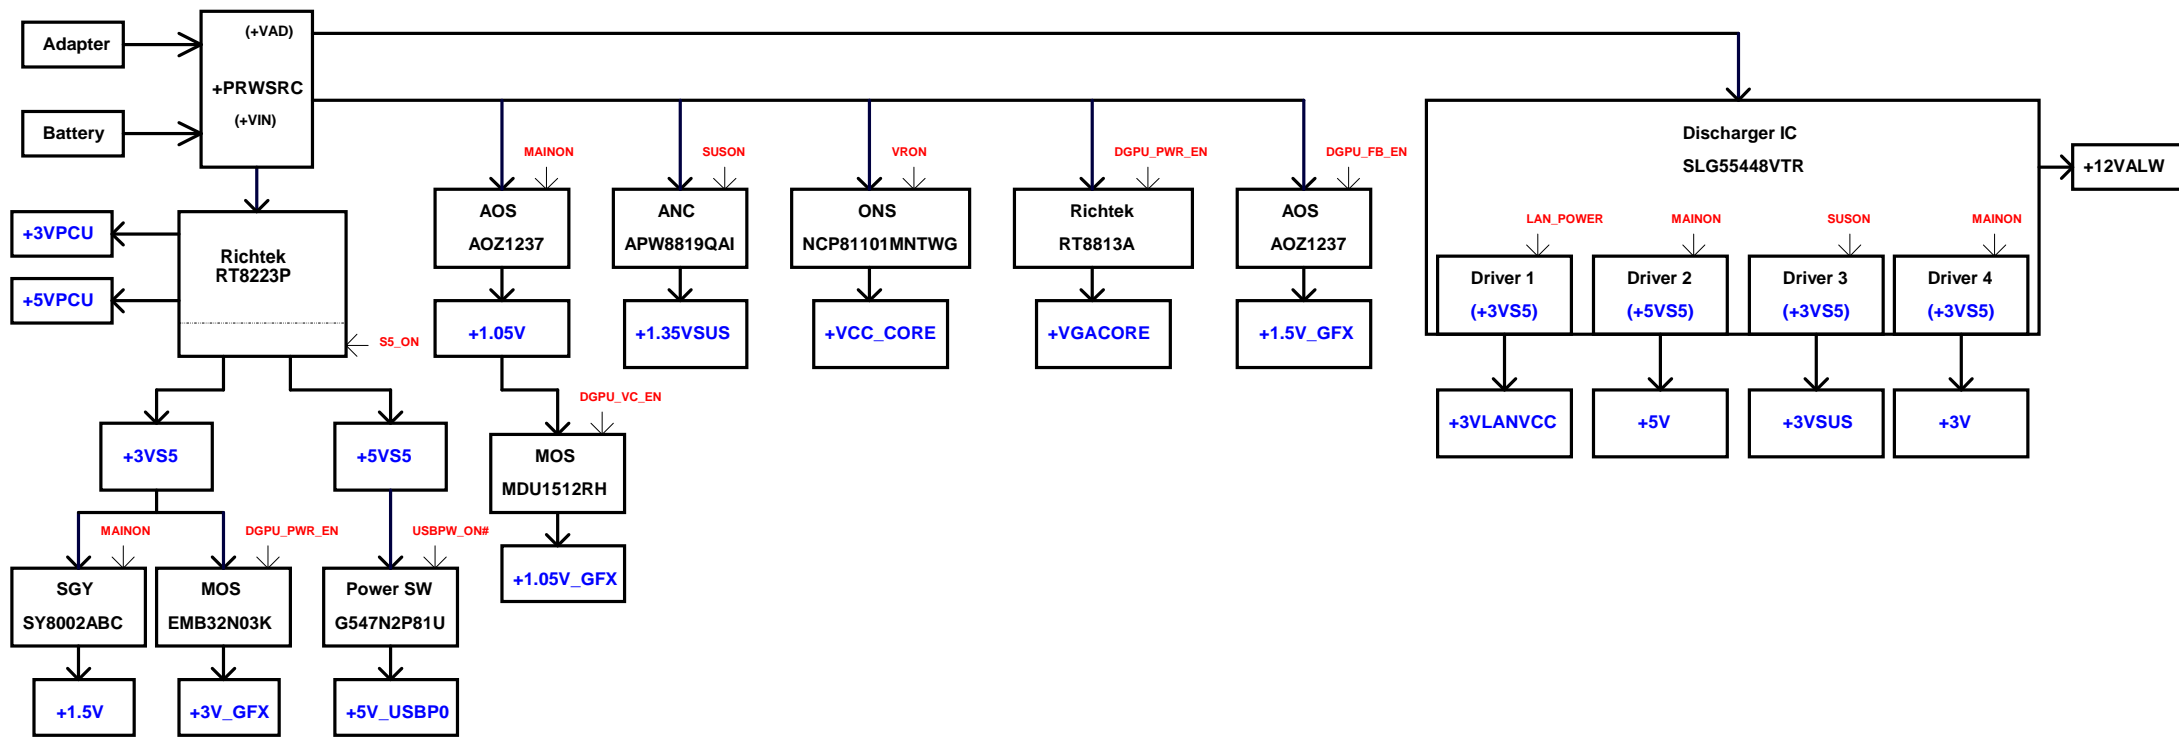 Adapter
(+VAD)
+PRWSRC
(+VIN)
Battery
Discharger IC
SLG55448VTR
+12VALW
MAINON
SUSON
VRON
DGPU_PWR_EN
DGPU_FB_EN
AOS
AOZ1237
ANC
APW8819QAI
ONS
NCP81101MNTWG
Richtek
RT8813A
AOS
AOZ1237
LAN_POWER
MAINON
SUSON
MAINON
+3VPCU
+5VPCU
Richtek
RT8223P
S5_ON
Driver 1
(+3VS5)
Driver 2
(+5VS5)
Driver 3
(+3VS5)
Driver 4
(+3VS5)
+1.05V
+1.35VSUS
+VCC_CORE
+VGACORE
+1.5V_GFX
+3VLANVCC
+5V
+3VSUS
+3V
DGPU_VC_EN
+3VS5
+5VS5
MOS
MDU1512RH
MAINON
DGPU_PWR_EN
USBPW_ON#
SGY
SY8002ABC
MOS
EMB32N03K
Power SW
G547N2P81U
+1.05V_GFX
+1.5V
+3V_GFX
+5V_USBP0